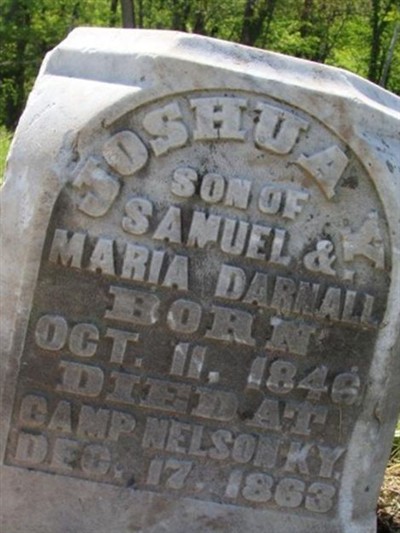 JOSHUA A.
SON OF
SAMUEL &
MARIA DARNALL
BORN
OCT. 11, 1846
DIED AT
CAMP NELSON KY
DEC. 17, 1863